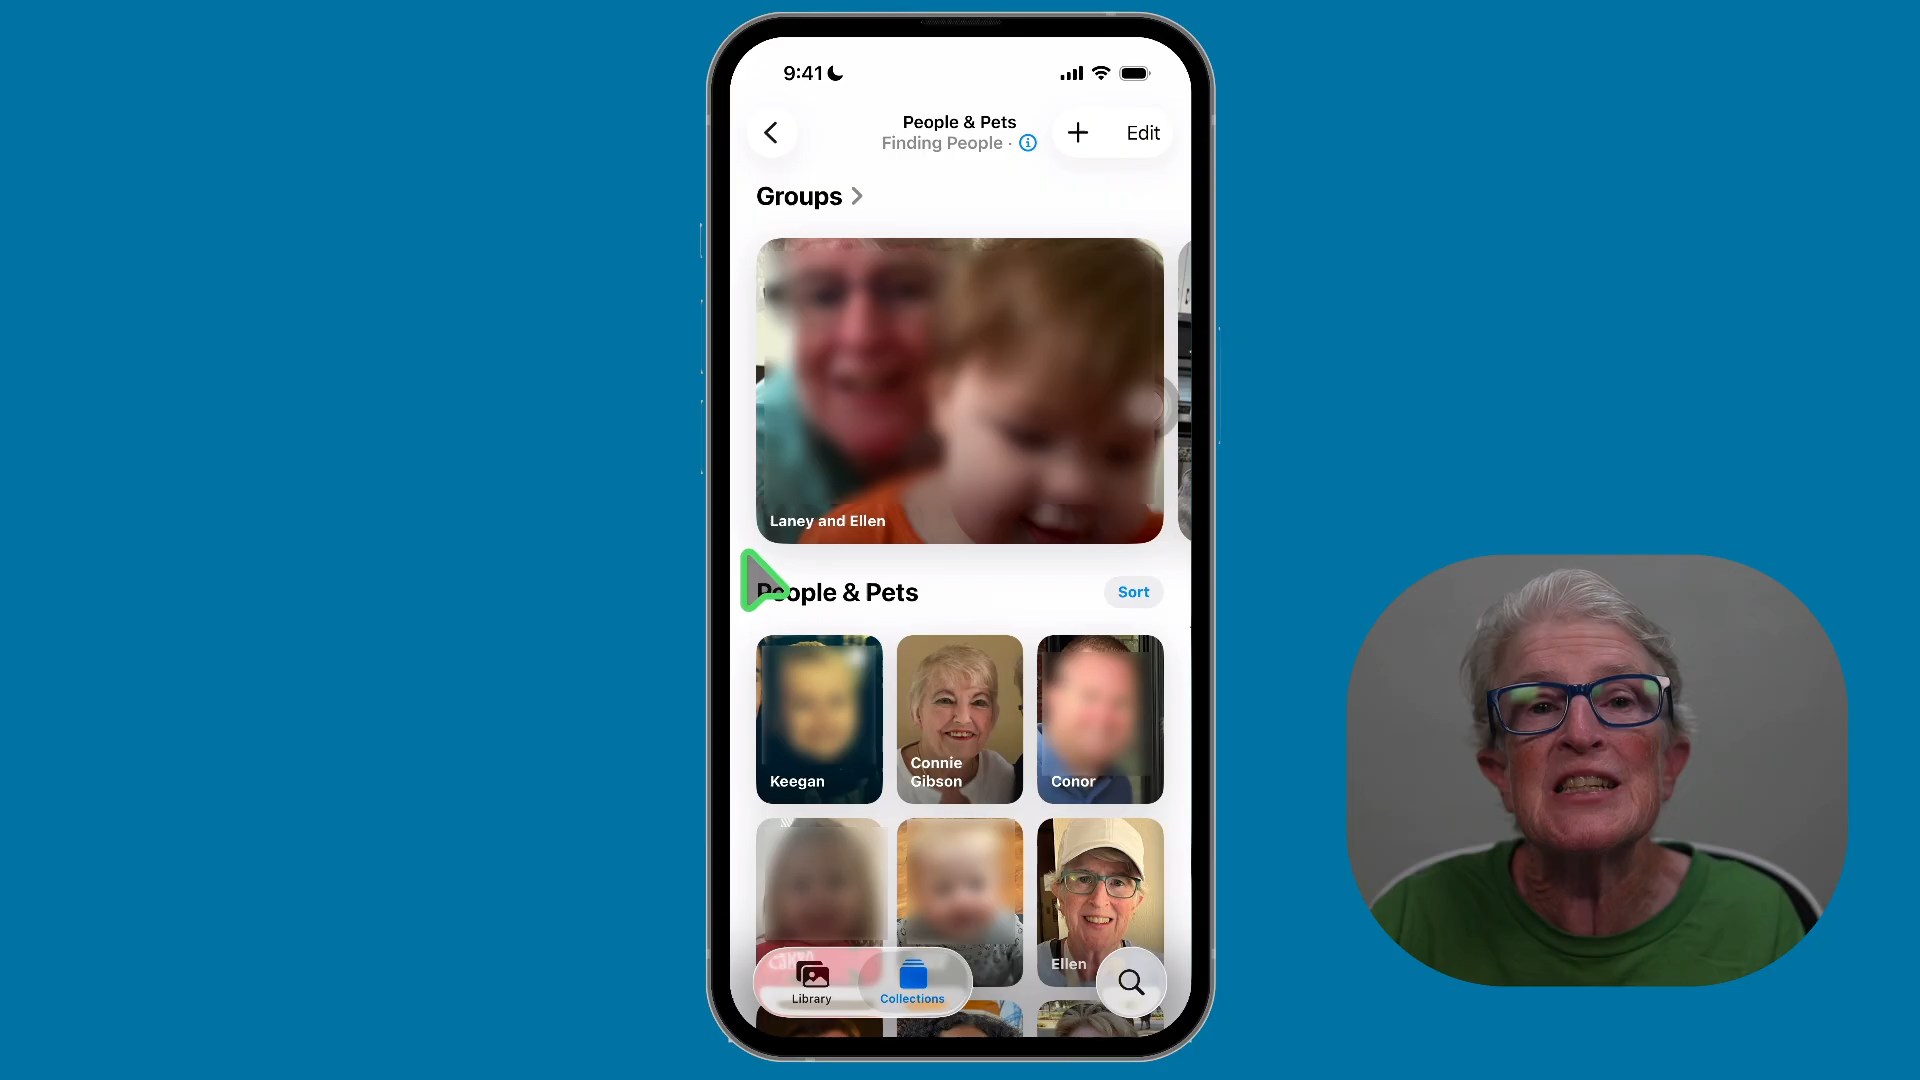 9:41
People & Pets
Finding People ·
Edit
Groups
Laney and Ellen
People & Pets
Sort
Keegan
Connie
Gibson
Conor
Ellen
Library
Collections